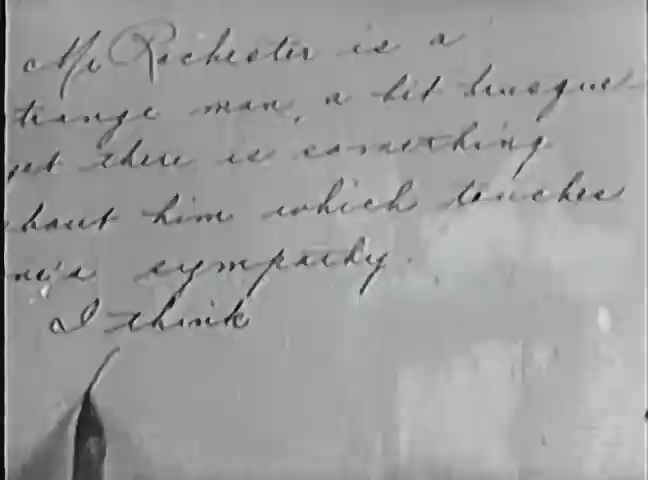 Mr Rochester is a
trange man, a bit brusque
yet there is something
bout him which touches
ne's sympathy.
I think